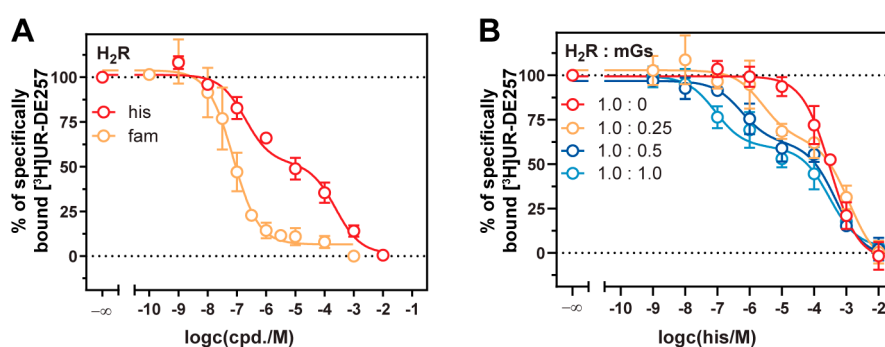 A
H₂R
his
fam
% of specifically
bound [³H]UR-DE257
100
75
50
25
0
−∞ -10 -9 -8 -7 -6 -5 -4 -3 -2 -1
logc(cpd./M)
B
H₂R : mGs
1.0 : 0
1.0 : 0.25
1.0 : 0.5
1.0 : 1.0
% of specifically
bound [³H]UR-DE257
100
75
50
25
0
−∞ -10 -9 -8 -7 -6 -5 -4 -3 -2
logc(his/M)